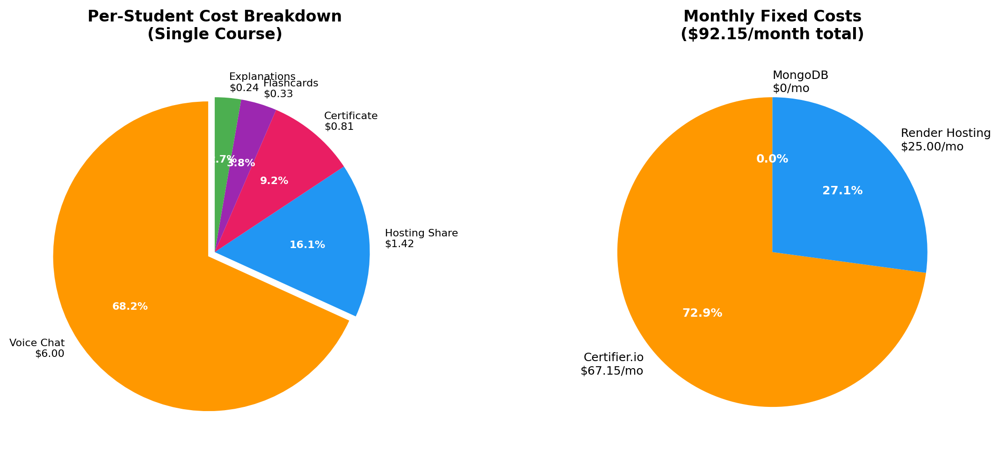 Per-Student Cost Breakdown
(Single Course)
Explanations
$0.24
Flashcards
$0.33
Certificate
$0.81
Hosting Share
$1.42
Voice Chat
$6.00
.7%
3.8%
9.2%
16.1%
68.2%
Monthly Fixed Costs
($92.15/month total)
MongoDB
$0/mo
Render Hosting
$25.00/mo
Certifier.io
$67.15/mo
0.0%
27.1%
72.9%